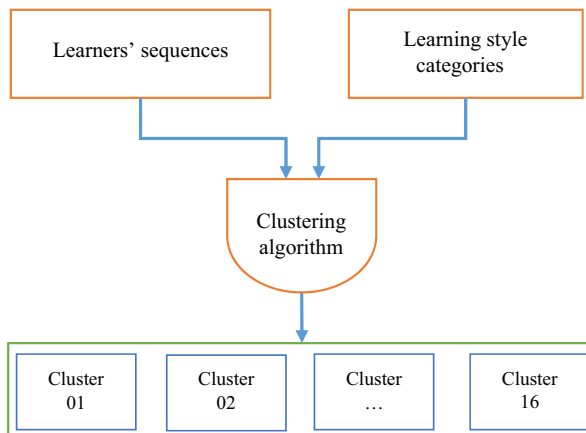 Learners’ sequences
Learning style
categories
Clustering
algorithm
Cluster
01
Cluster
02
Cluster
…
Cluster
16